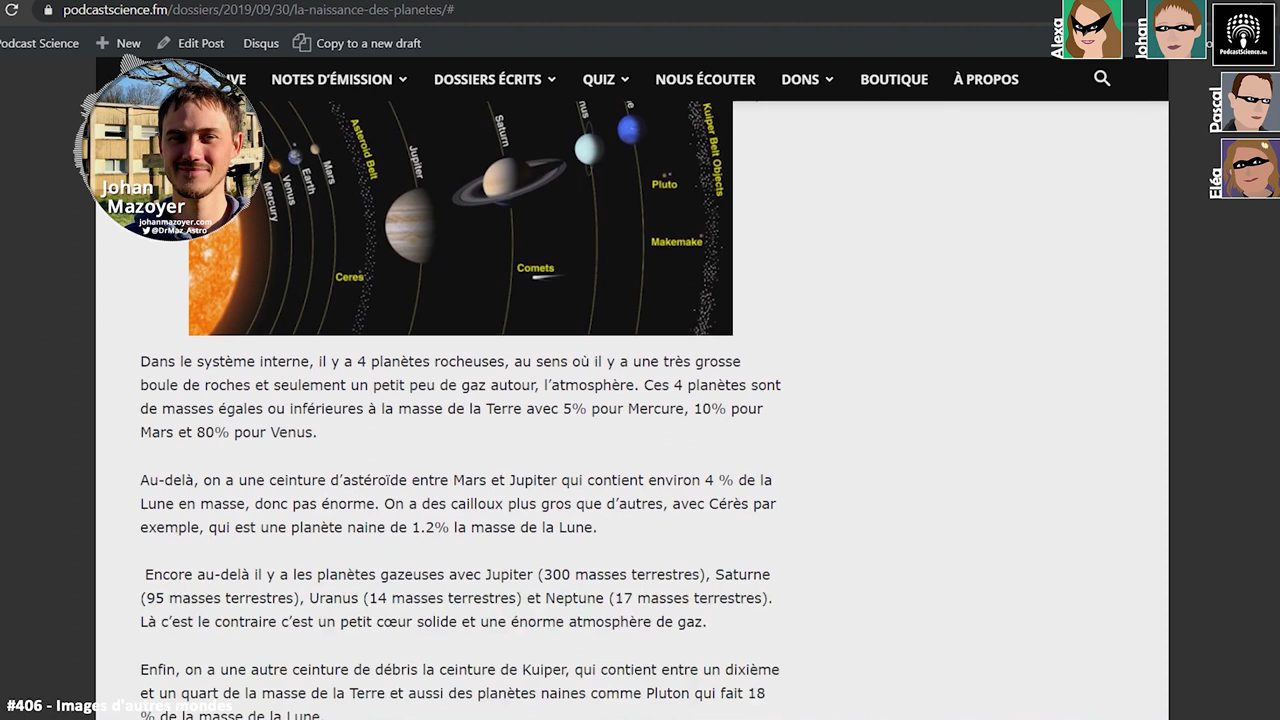 podcastscience.fm/dossiers/2019/09/30/la-naissance-des-planetes/#
Podcast Science New Edit Post Disqus Copy to a new draft
LIVE NOTES D'ÉMISSION DOSSIERS ÉCRITS QUIZ NOUS ÉCOUTER DONS BOUTIQUE À PROPOS
Alexa
Johan
PodcastScience.fm
Pascal
Eléa
Johan
Mazoyer
johanmazoyer.com
@DrMaz_Astro
Mercury
Venus
Earth
Mars
Asteroid Belt
Ceres
Jupiter
Saturn
Comets
Pluto
Makemake
Kuiper Belt Objects
Dans le système interne, il y a 4 planètes rocheuses, au sens où il y a une très grosse
boule de roches et seulement un petit peu de gaz autour, l'atmosphère. Ces 4 planètes sont
de masses égales ou inférieures à la masse de la Terre avec 5% pour Mercure, 10% pour
Mars et 80% pour Venus.
Au-delà, on a une ceinture d'astéroïde entre Mars et Jupiter qui contient environ 4 % de la
Lune en masse, donc pas énorme. On a des cailloux plus gros que d'autres, avec Cérès par
exemple, qui est une planète naine de 1.2% la masse de la Lune.
Encore au-delà il y a les planètes gazeuses avec Jupiter (300 masses terrestres), Saturne
(95 masses terrestres), Uranus (14 masses terrestres) et Neptune (17 masses terrestres).
Là c'est le contraire c'est un petit cœur solide et une énorme atmosphère de gaz.
Enfin, on a une autre ceinture de débris la ceinture de Kuiper, qui contient entre un dixième
et un quart de la masse de la Terre et aussi des planètes naines comme Pluton qui fait 18
% de la masse de la Lune.
#406 - Images d'autres mondes